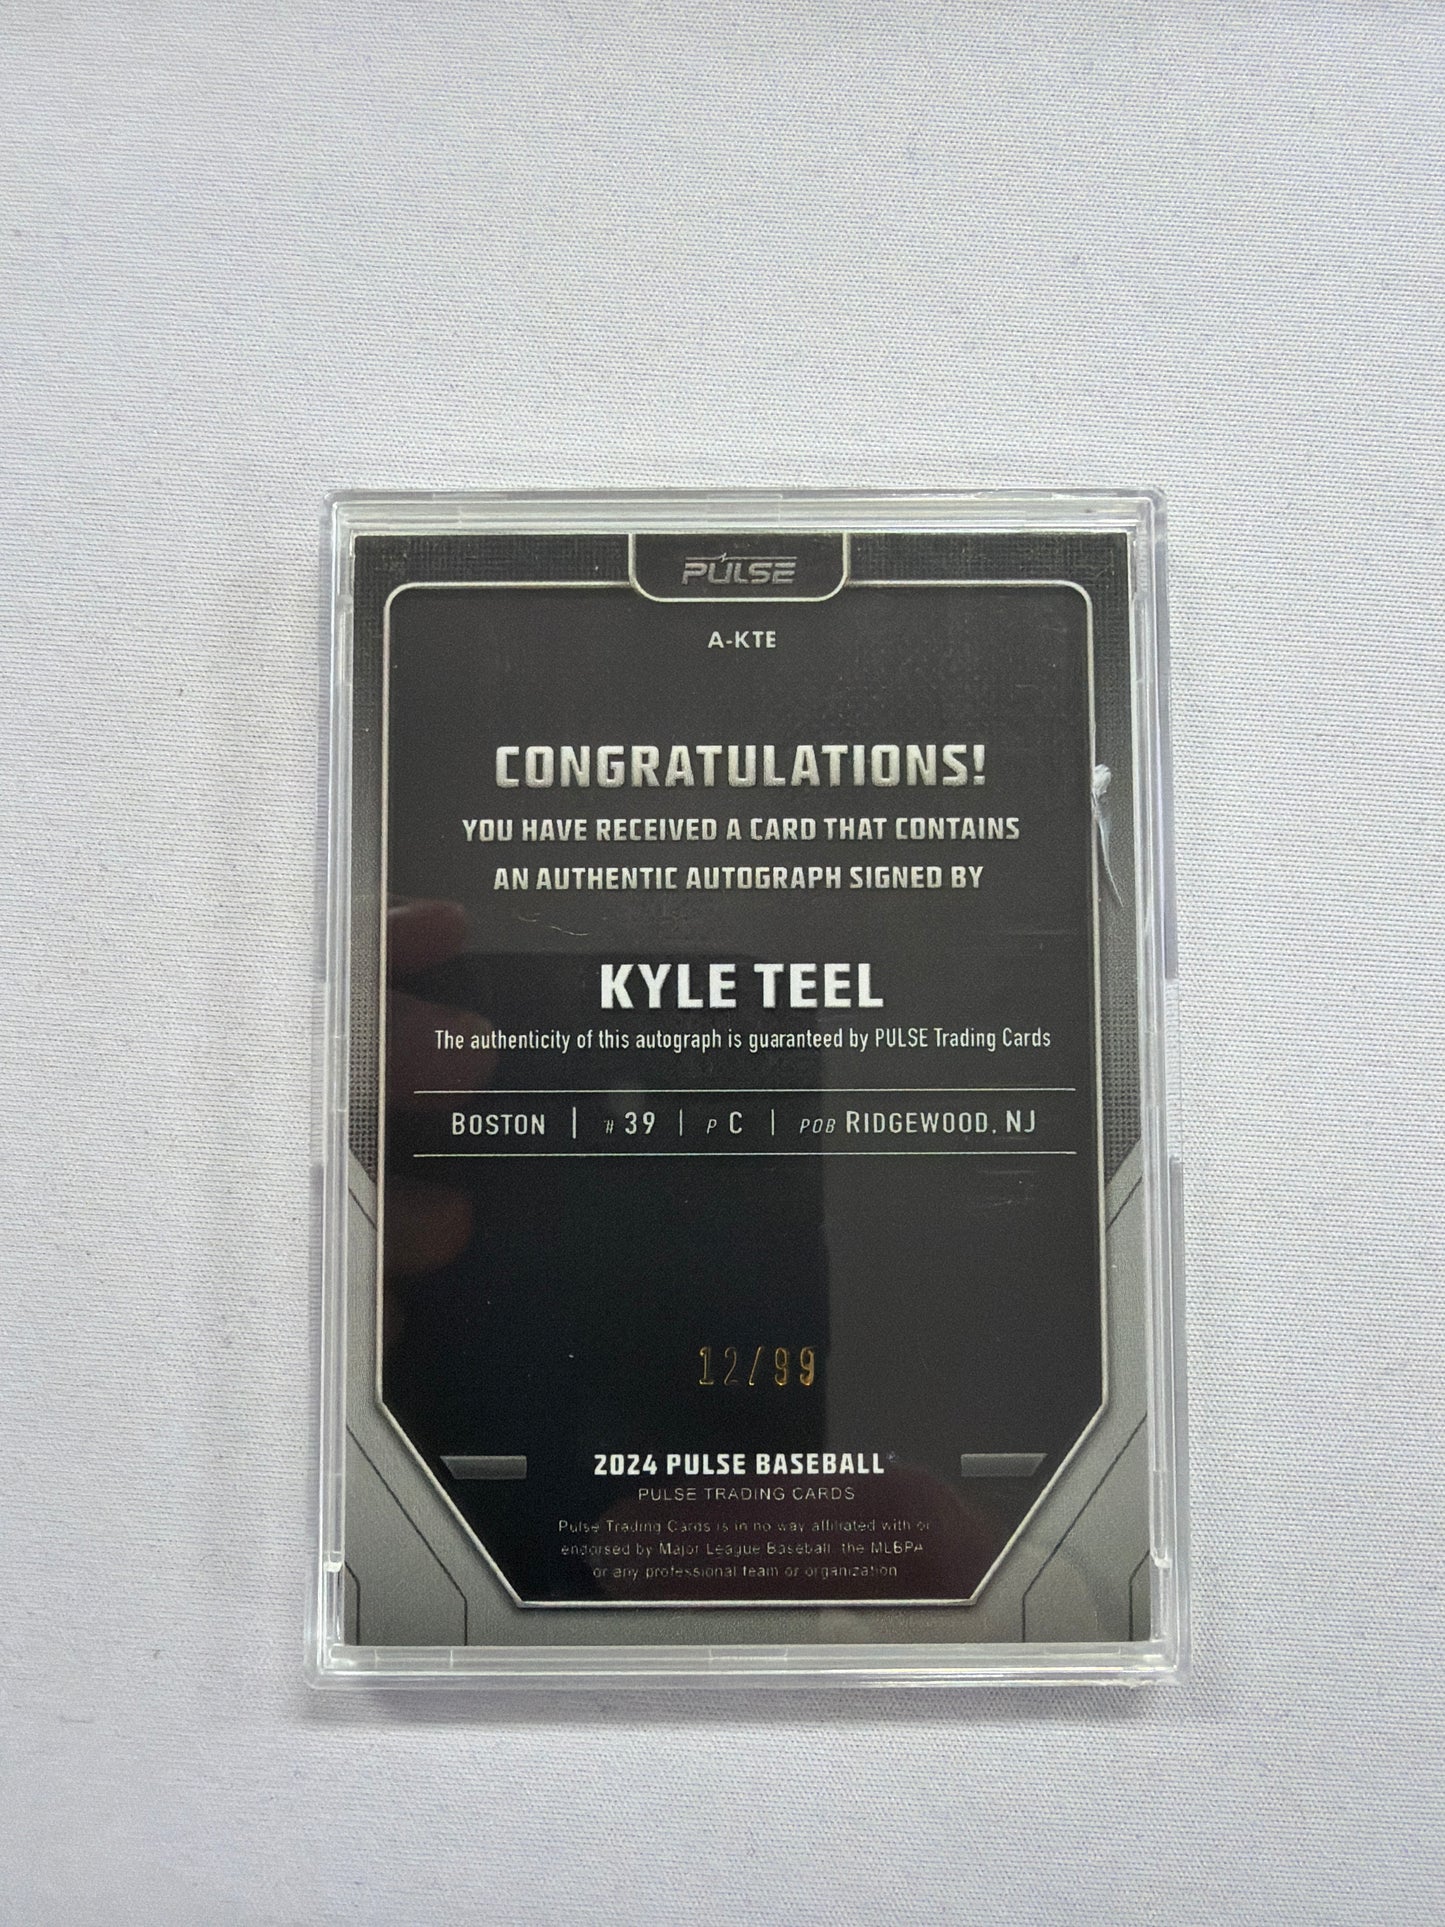 PULSE
A-KTE
CONGRATULATIONS!
YOU HAVE RECEIVED A CARD THAT CONTAINS
AN AUTHENTIC AUTOGRAPH SIGNED BY
KYLE TEEL
The authenticity of this autograph is guaranteed by PULSE Trading Cards
BOSTON | # 39 | P C | POB RIDGEWOOD, NJ
12/99
2024 PULSE BASEBALL
PULSE TRADING CARDS
Pulse Trading Cards is in no way affiliated with or
endorsed by Major League Baseball, the MLBPA
or any professional team or organization